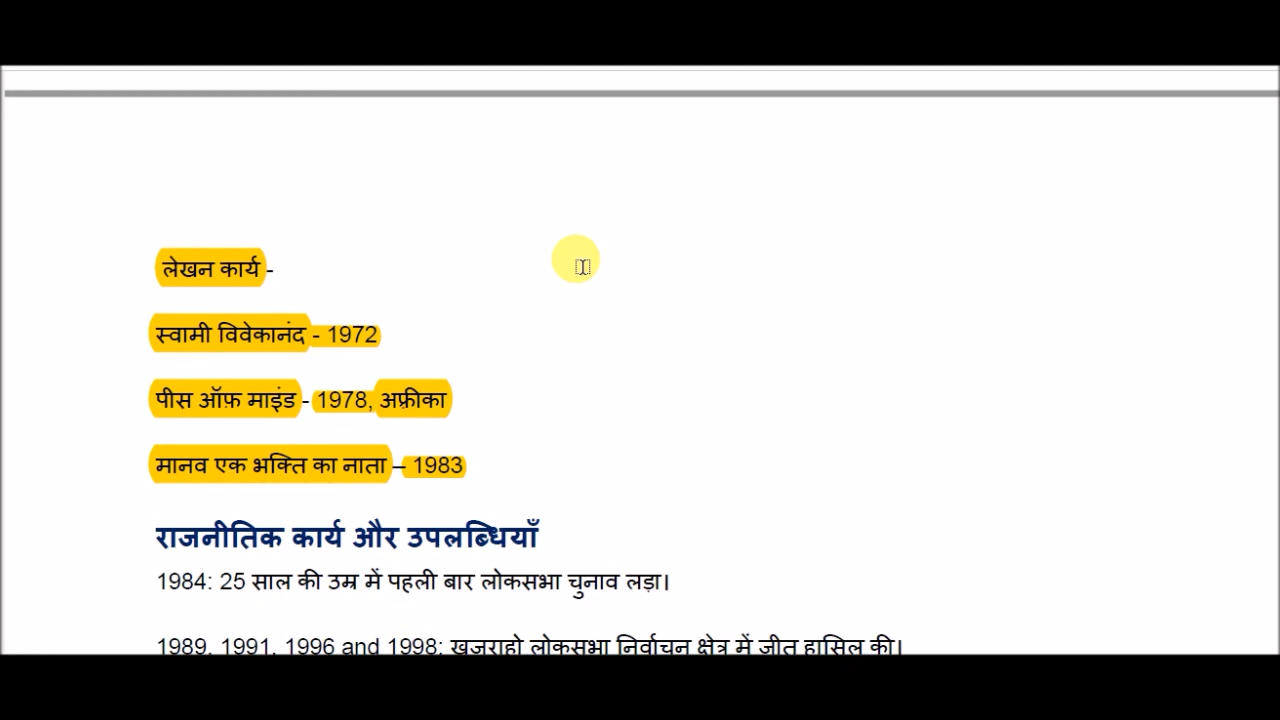 लेखन कार्य -
स्वामी विवेकानंद - 1972
पीस ऑफ़ माइंड - 1978, अफ्रीका
मानव एक भक्ति का नाता – 1983
राजनीतिक कार्य और उपलब्धियाँ
1984: 25 साल की उम्र में पहली बार लोकसभा चुनाव लड़ा।
1989, 1991, 1996 and 1998: खजुराहो लोकसभा निर्वाचन क्षेत्र में जीत हासिल की।